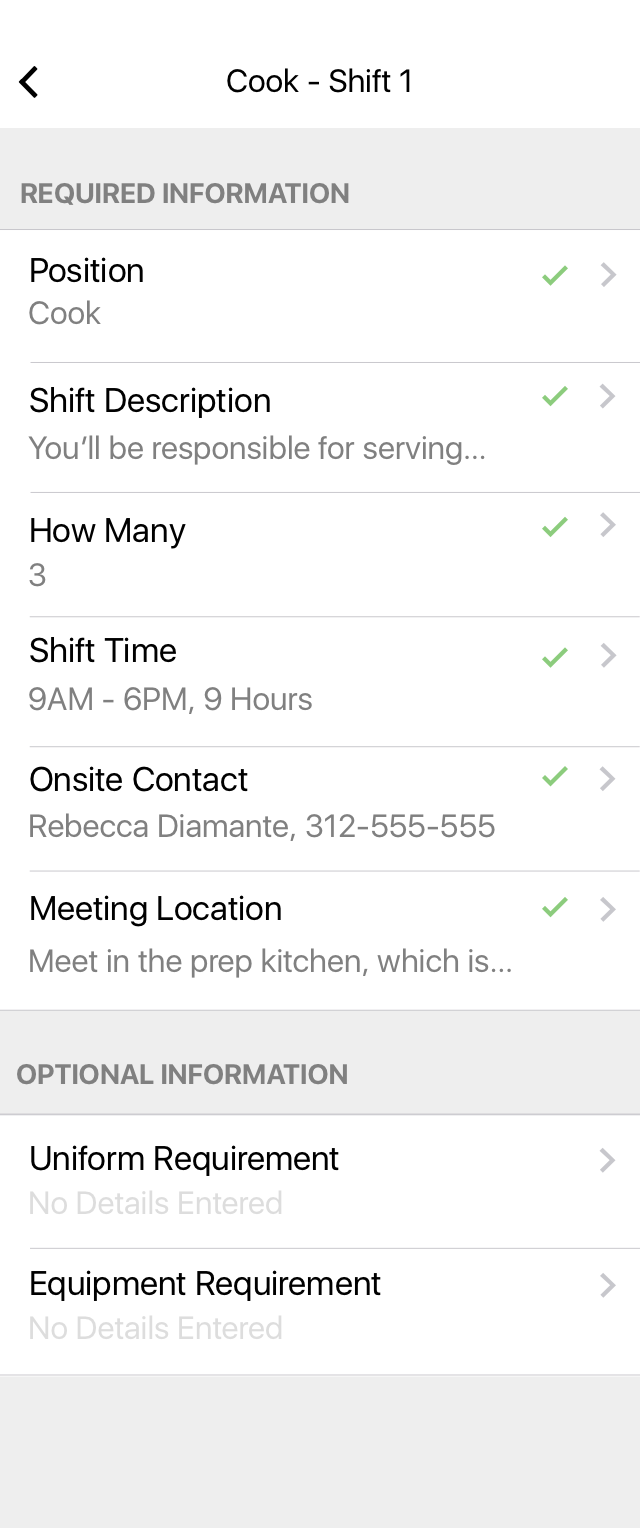 Cook - Shift 1
REQUIRED INFORMATION
Position
Cook
Shift Description
You’ll be responsible for serving...
How Many
3
Shift Time
9AM - 6PM, 9 Hours
Onsite Contact
Rebecca Diamante, 312-555-555
Meeting Location
Meet in the prep kitchen, which is...
OPTIONAL INFORMATION
Uniform Requirement
No Details Entered
Equipment Requirement
No Details Entered